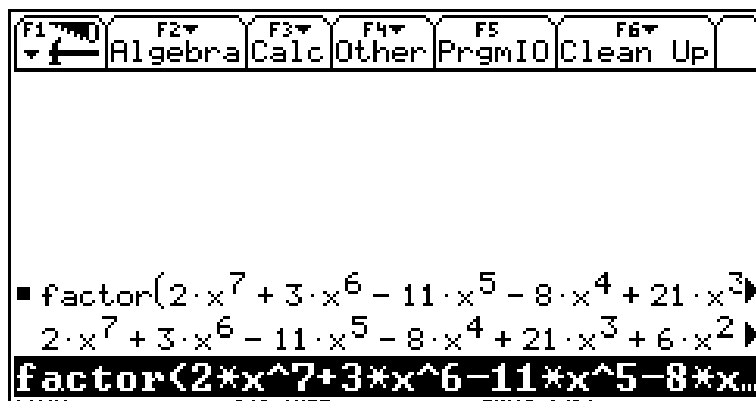 F1 F2 F3 F4 F5 F6
Algebra Calc Other PrgmIO Clean Up
factor(2·x^7 + 3·x^6 − 11·x^5 − 8·x^4 + 21·x^3
2·x^7 + 3·x^6 − 11·x^5 − 8·x^4 + 21·x^3 + 6·x^2
factor(2*x^7+3*x^6-11*x^5-8*x…